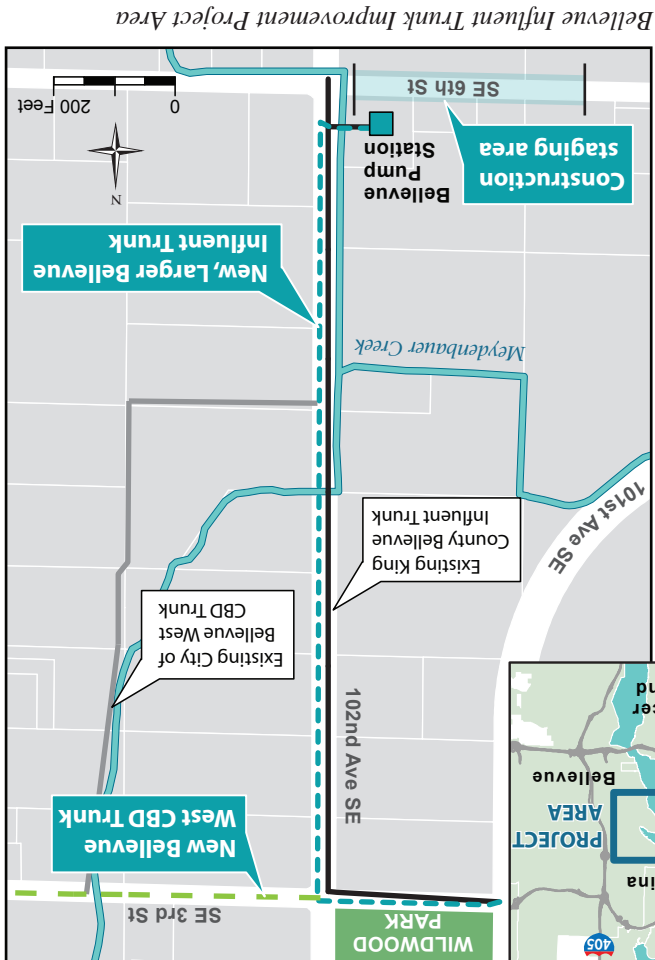 405
ina
PROJECT
AREA
Bellevue
cer
nd
WILDWOOD
PARK
SE 3rd St
New Bellevue
West CBD Trunk
102nd Ave SE
Existing City of
Bellevue West
CBD Trunk
101st Ave SE
Existing King
County Bellevue
Influent Trunk
Meydenbauer Creek
New, Larger Bellevue
Influent Trunk
N
Bellevue
Pump
Station
Construction
staging area
SE 6th St
0
200 Feet
Bellevue Influent Trunk Improvement Project Area